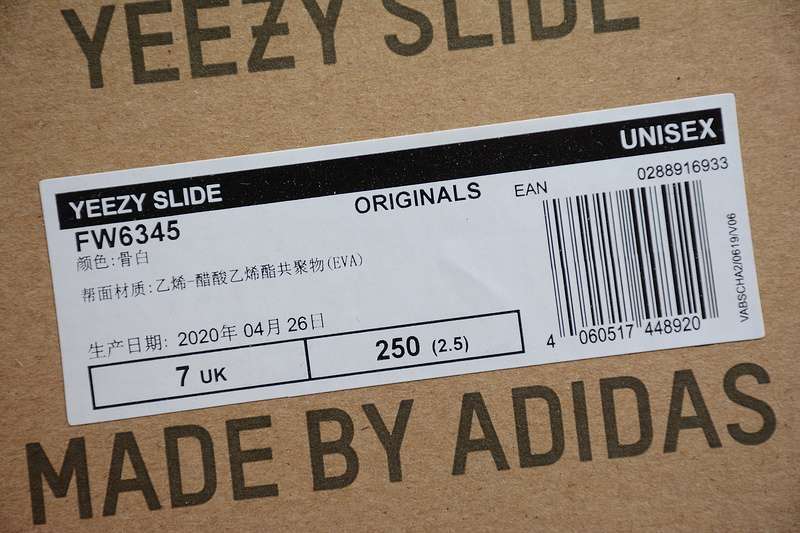 YEEZY SLIDE
YEEZY SLIDE
UNISEX
FW6345
ORIGINALS
EAN
0288916933
颜色:骨白
帮面材质:乙烯-醋酸乙烯酯共聚物(EVA)
生产日期: 2020年 04月 26日
7 UK
250 (2.5)
4 060517 448920
VABSCHA2/0619/V06
MADE BY ADIDAS